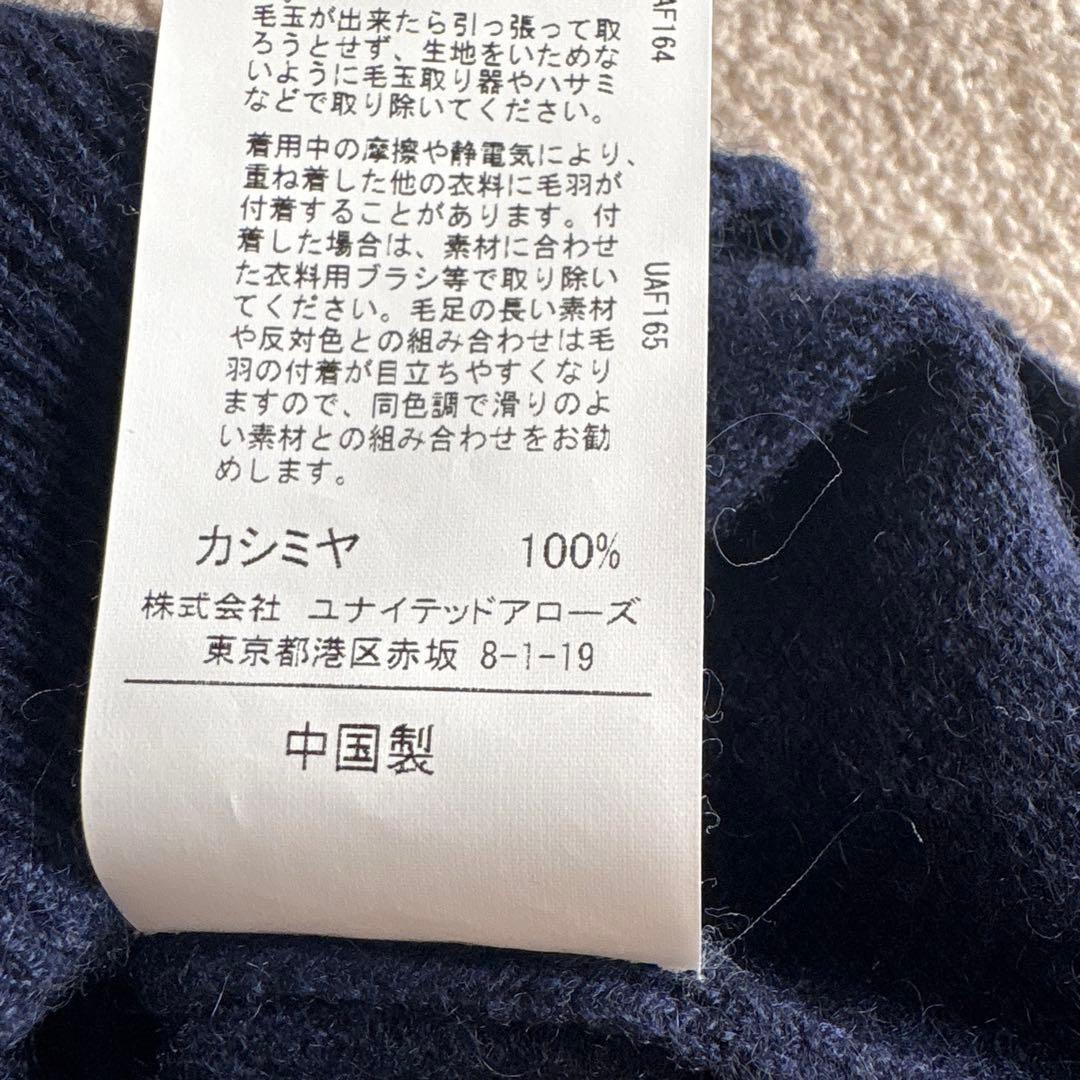 毛玉が出来たら引っ張って取
ろうとせず、生地をいためな
いように毛玉取り器やハサミ
などで取り除いてください。
着用中の摩擦や静電気により、
重ね着した他の衣料に毛羽が
付着することがあります。付
着した場合は、素材に合わせ
た衣料用ブラシ等で取り除い
てください。毛足の長い素材
や反対色との組み合わせは毛
羽の付着が目立ちやすくなり
ますので、同色調で滑りのよ
い素材との組み合わせをお勧
めします。
カシミヤ 100%
株式会社 ユナイテッドアローズ
東京都港区赤坂 8-1-19
中国製
UAF164
UAF165